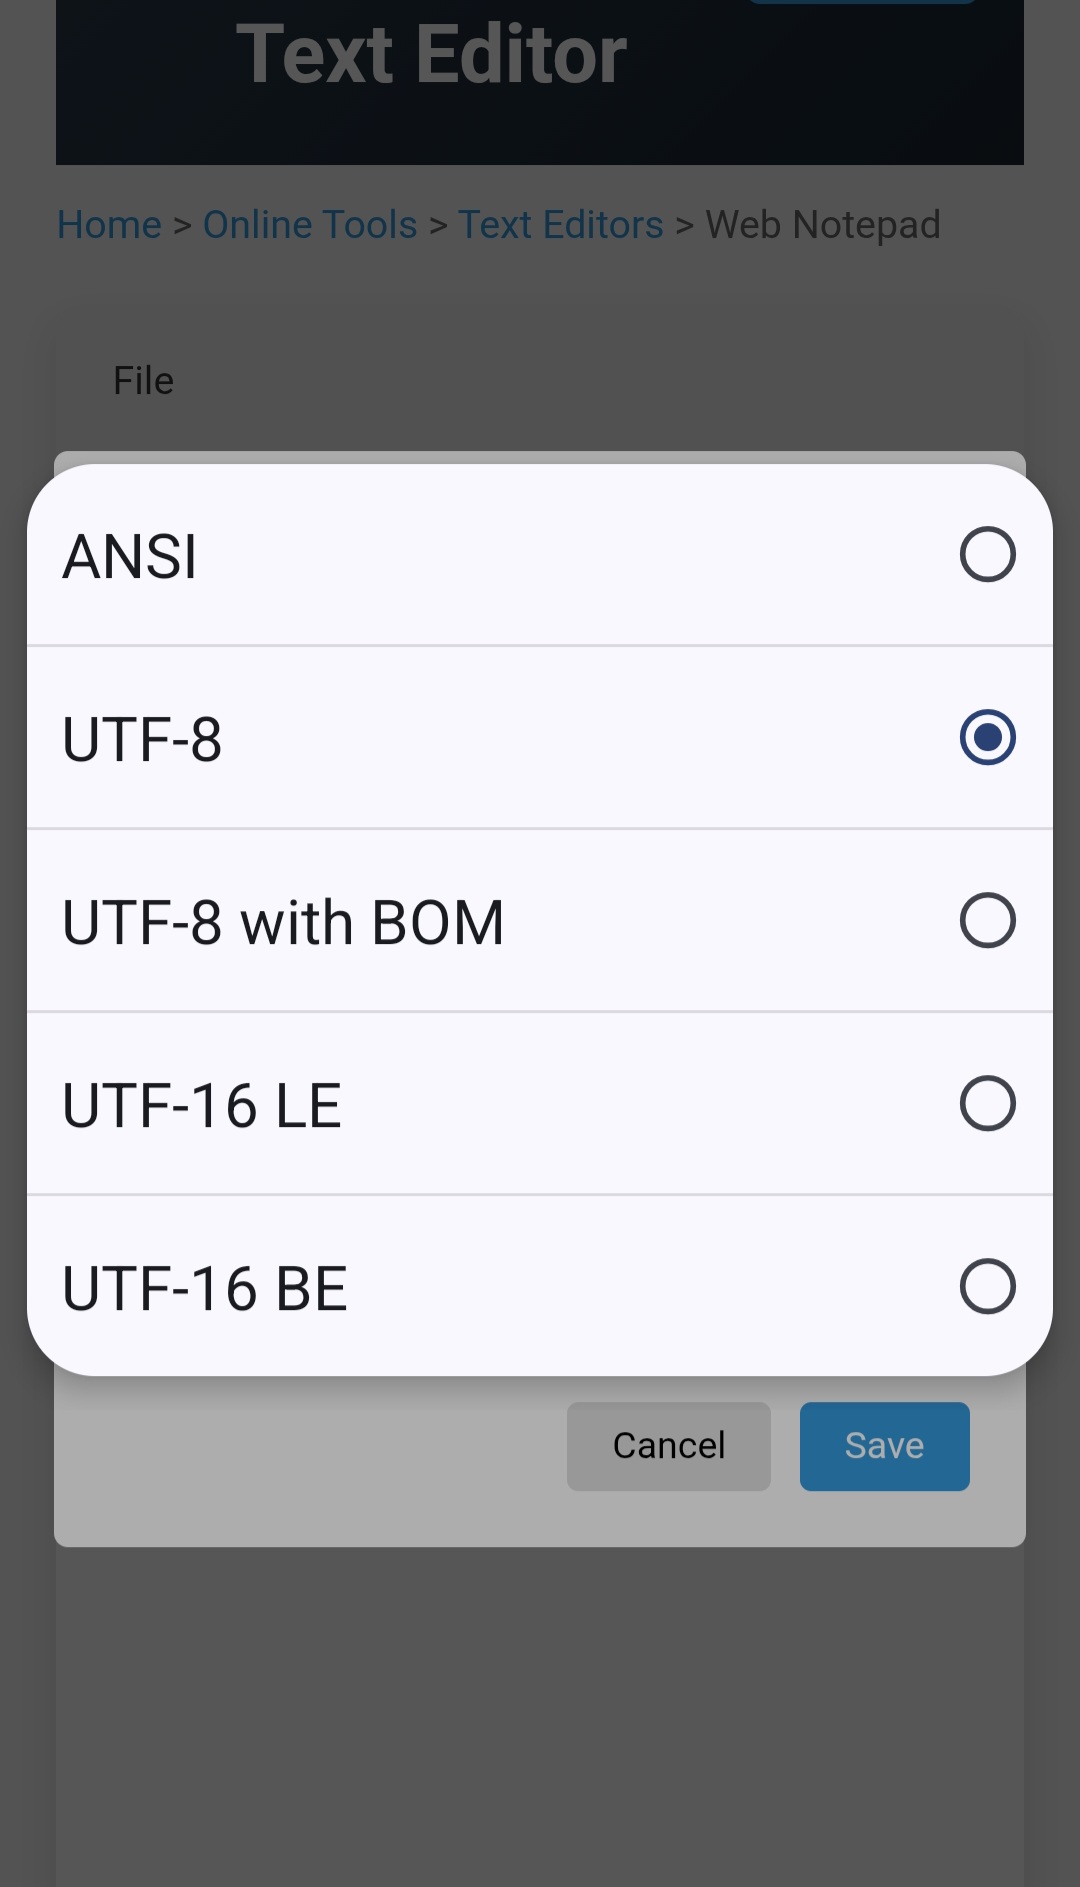 Text Editor
Home > Online Tools > Text Editors > Web Notepad
File
ANSI
UTF-8
UTF-8 with BOM
UTF-16 LE
UTF-16 BE
Cancel
Save